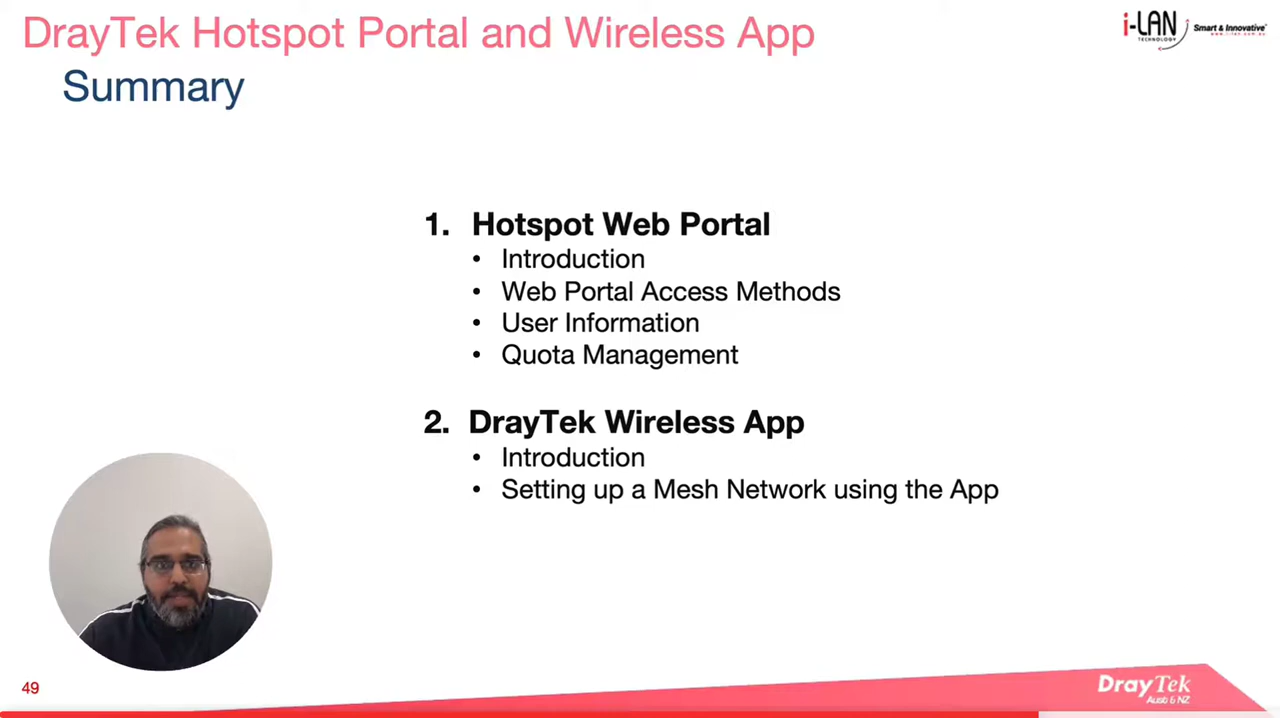 DrayTek Hotspot Portal and Wireless App
i-LAN
TECHNOLOGY
Smart & Innovative
Summary
1. Hotspot Web Portal
• Introduction
• Web Portal Access Methods
• User Information
• Quota Management
2. DrayTek Wireless App
• Introduction
• Setting up a Mesh Network using the App
49
DrayTek
Aust & NZ